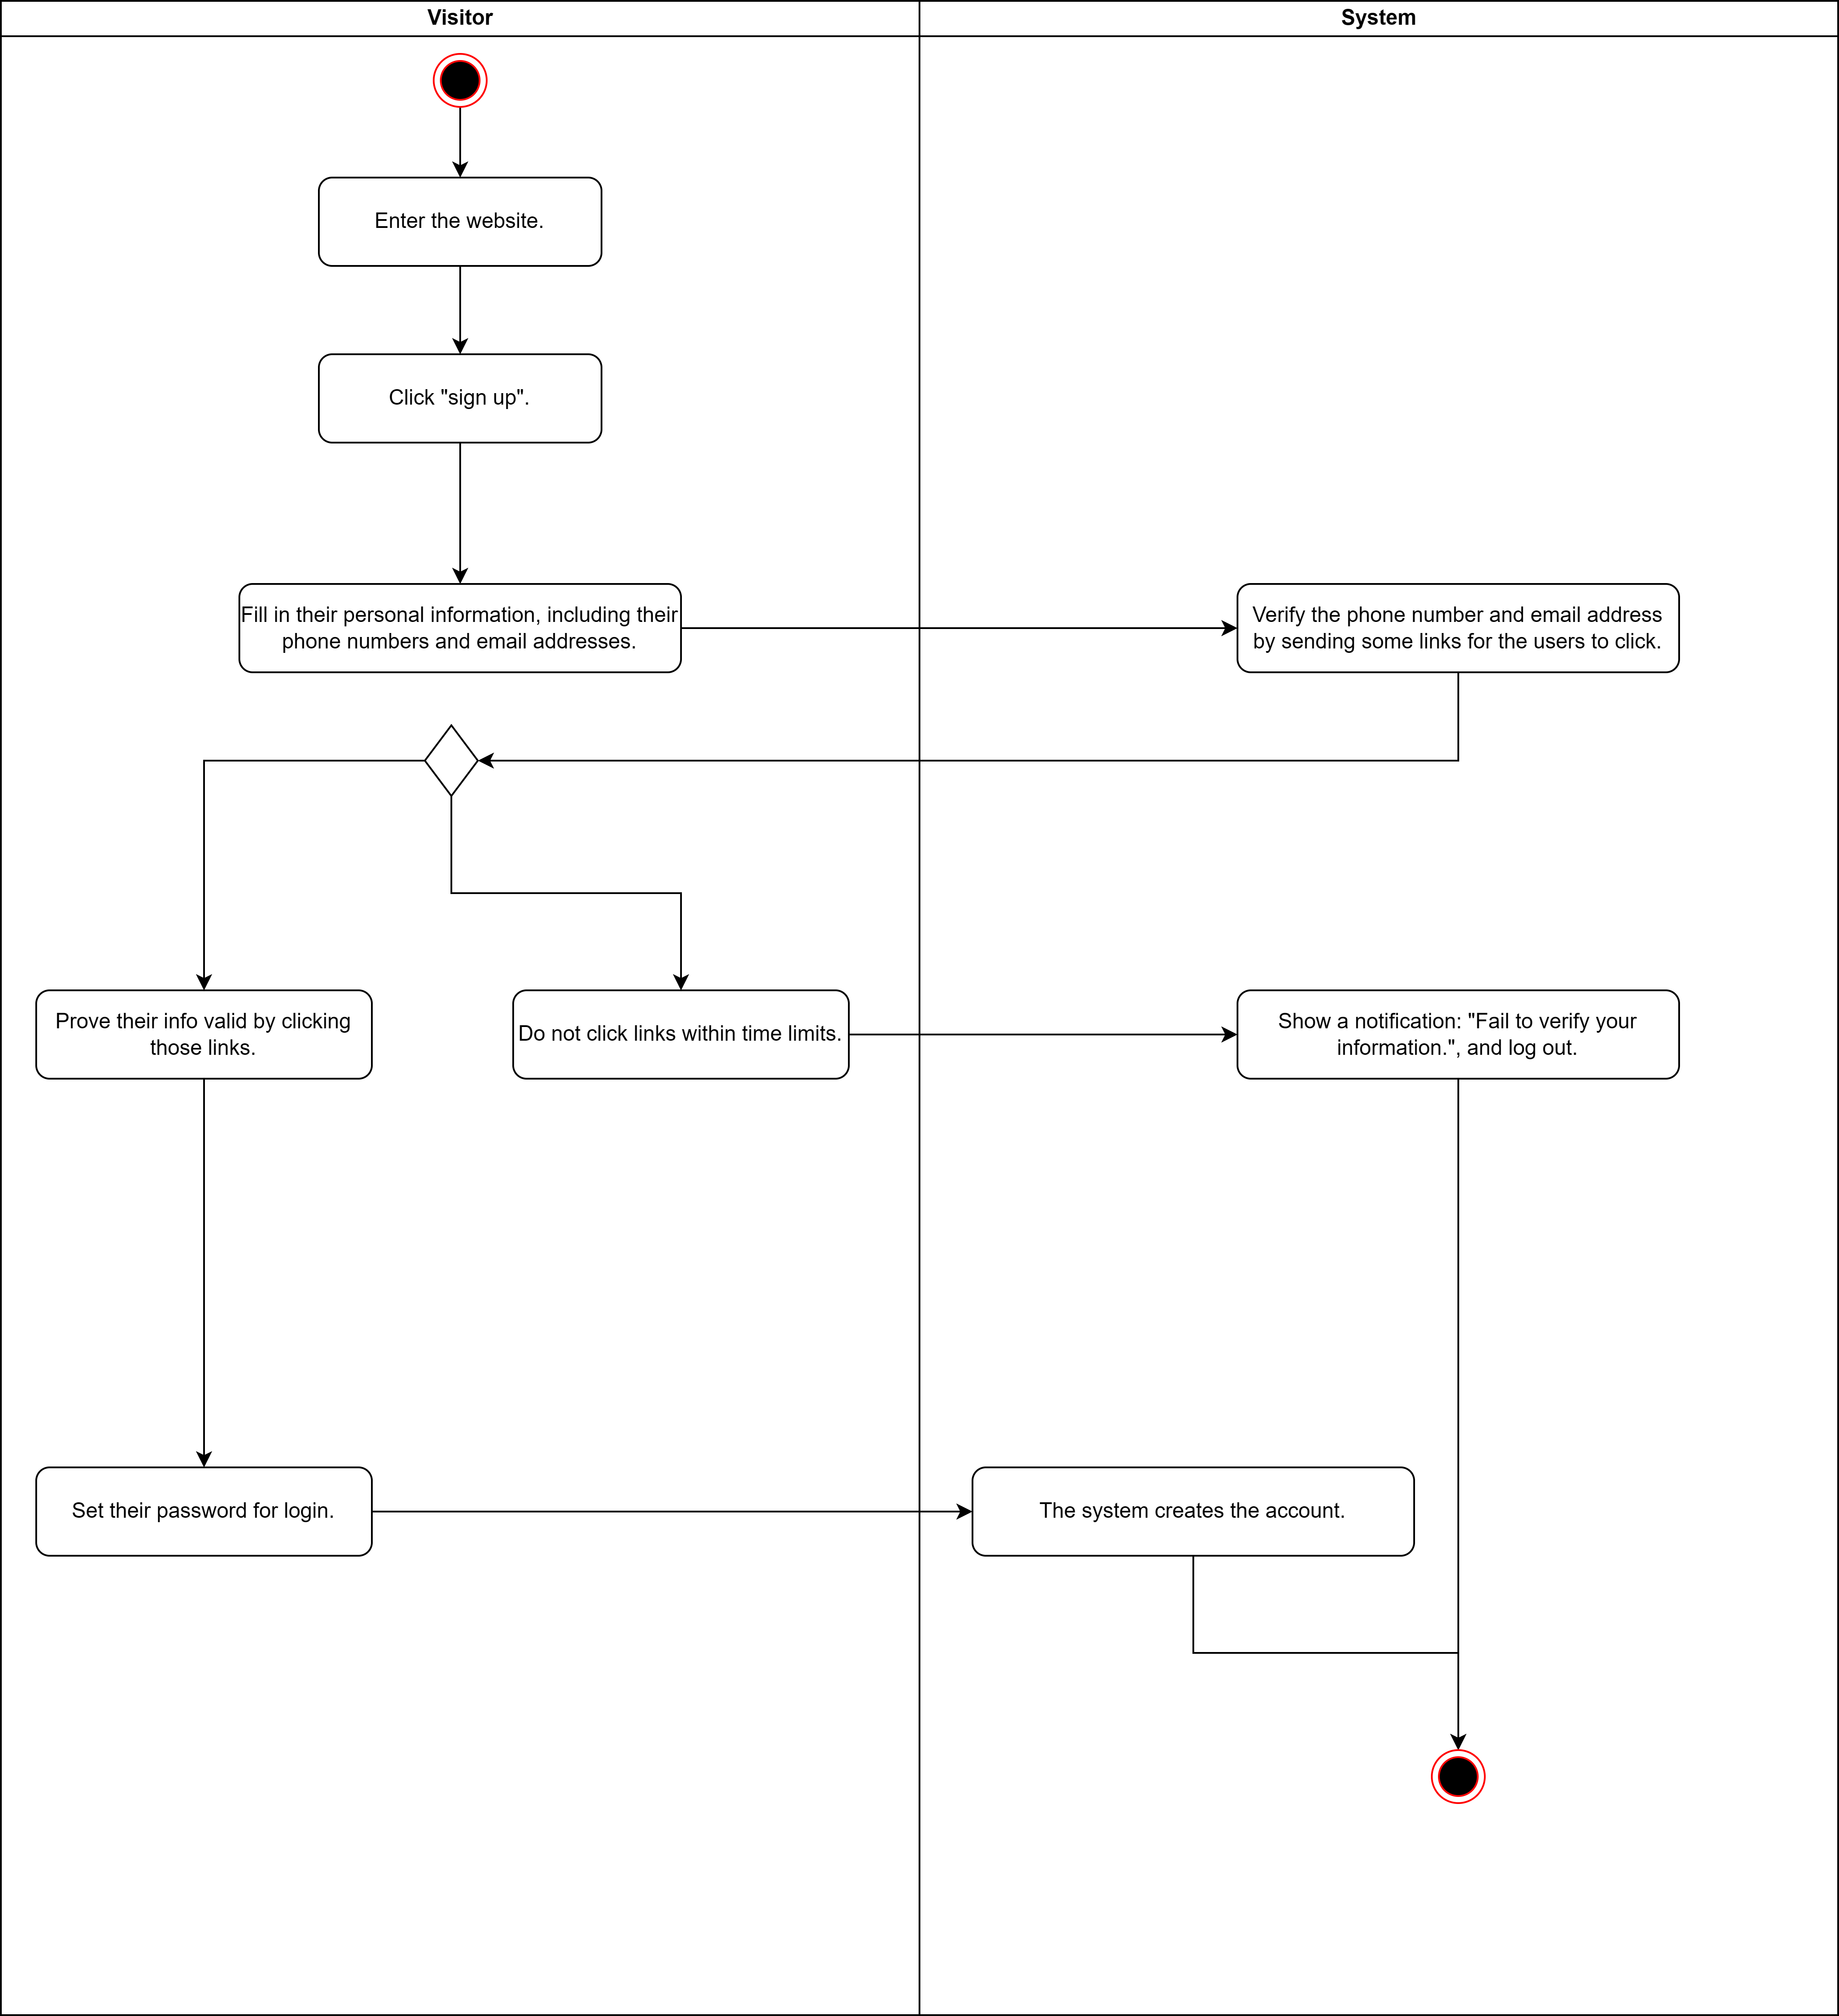 Visitor
System
Enter the website.
Click "sign up".
Fill in their personal information, including their
phone numbers and email addresses.
Verify the phone number and email address
by sending some links for the users to click.
Prove their info valid by clicking
those links.
Do not click links within time limits.
Show a notification: "Fail to verify your
information.", and log out.
Set their password for login.
The system creates the account.